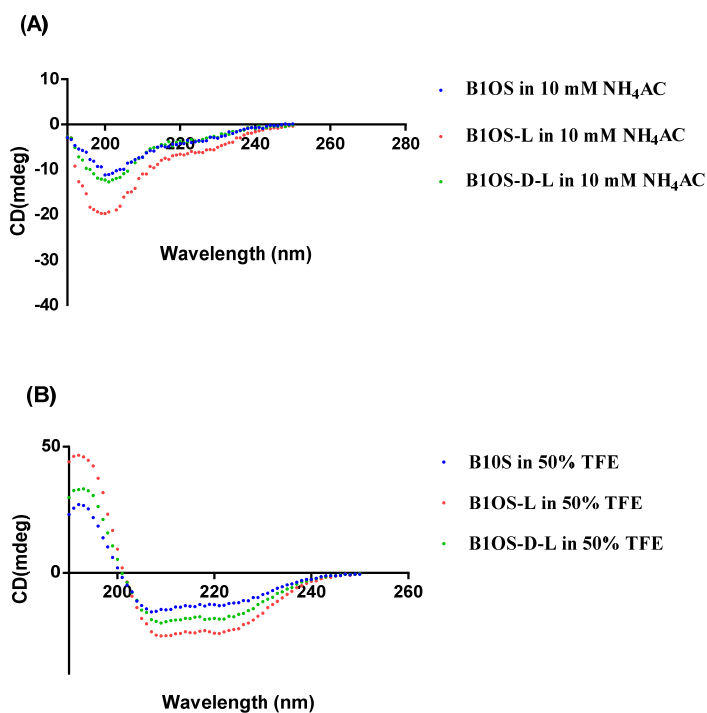 (A)
10
0
-10
-20
-30
-40
200
220
240
260
280
CD(mdeg)
Wavelength (nm)
B1OS in 10 mM NH₄AC
B1OS-L in 10 mM NH₄AC
B1OS-D-L in 10 mM NH₄AC
(B)
50
0
200
220
240
260
CD(mdeg)
Wavelength (nm)
B10S in 50% TFE
B1OS-L in 50% TFE
B1OS-D-L in 50% TFE